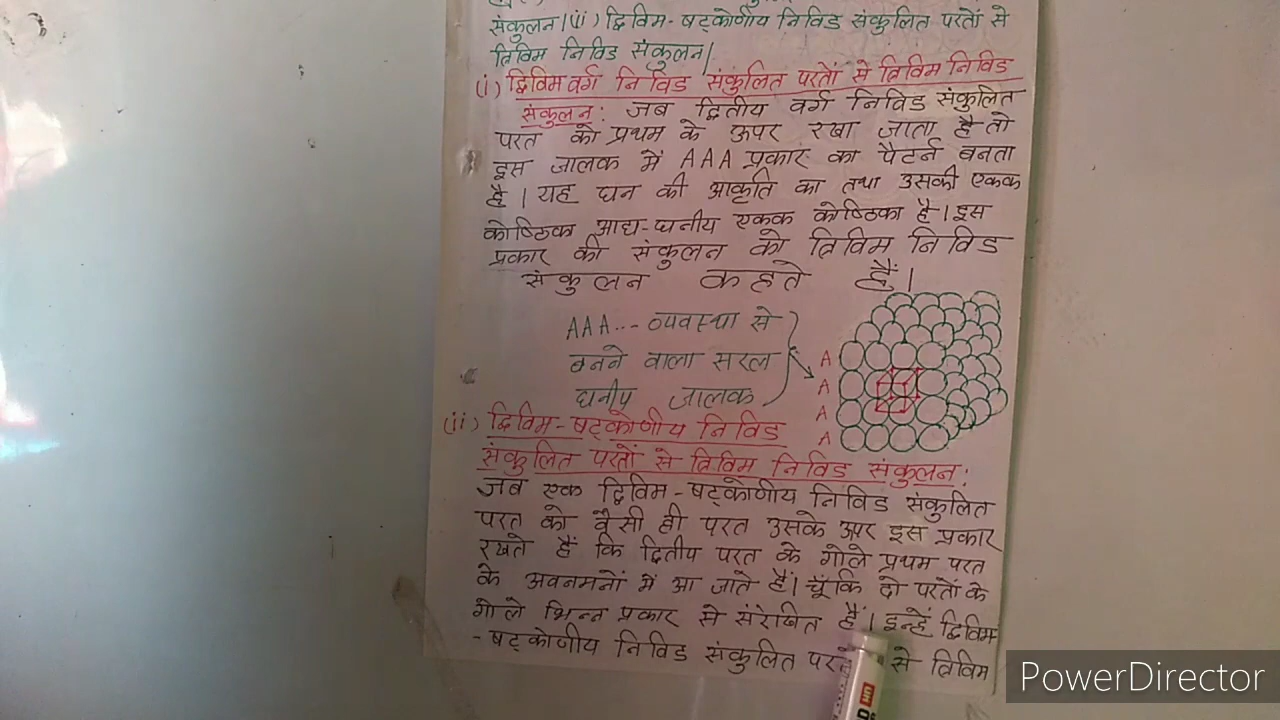 संकुलन।(ii) द्विविम-षट्कोणीय निविड संकुलित परतों से
त्रिविम निविड संकुलन।
(i) द्विविम वर्ग निविड संकुलित परतों से त्रिविम निविड
संकुलन: जब द्वितीय वर्ग निविड संकुलित
परत को प्रथम के ऊपर रखा जाता है तो
इस जालक में AAA प्रकार का पैटर्न बनता
है। यह घन की आकृति का तथा उसकी एकक
कोष्ठिका आद्य-घनीय एकक कोष्ठिका है। इस
प्रकार की संकुलन को त्रिविम निविड
संकुलन कहते हैं।
AAA... व्यवस्था से
बनने वाला सरल
घनीय जालक
A
A
A
A
(ii) द्विविम-षट्कोणीय निविड
संकुलित परतों से त्रिविम निविड संकुलन:
जब एक द्विविम-षट्कोणीय निविड संकुलित
परत को वैसी ही परत उसके ऊपर इस प्रकार
रखते हैं कि द्वितीय परत के गोले प्रथम परत
के अवनमनों में आ जाते हैं। चूँकि दो परतों के
गोले भिन्न प्रकार से संरेखित हैं। इन्हें द्विविम
-षट्कोणीय निविड संकुलित से त्रिविम
PowerDirector